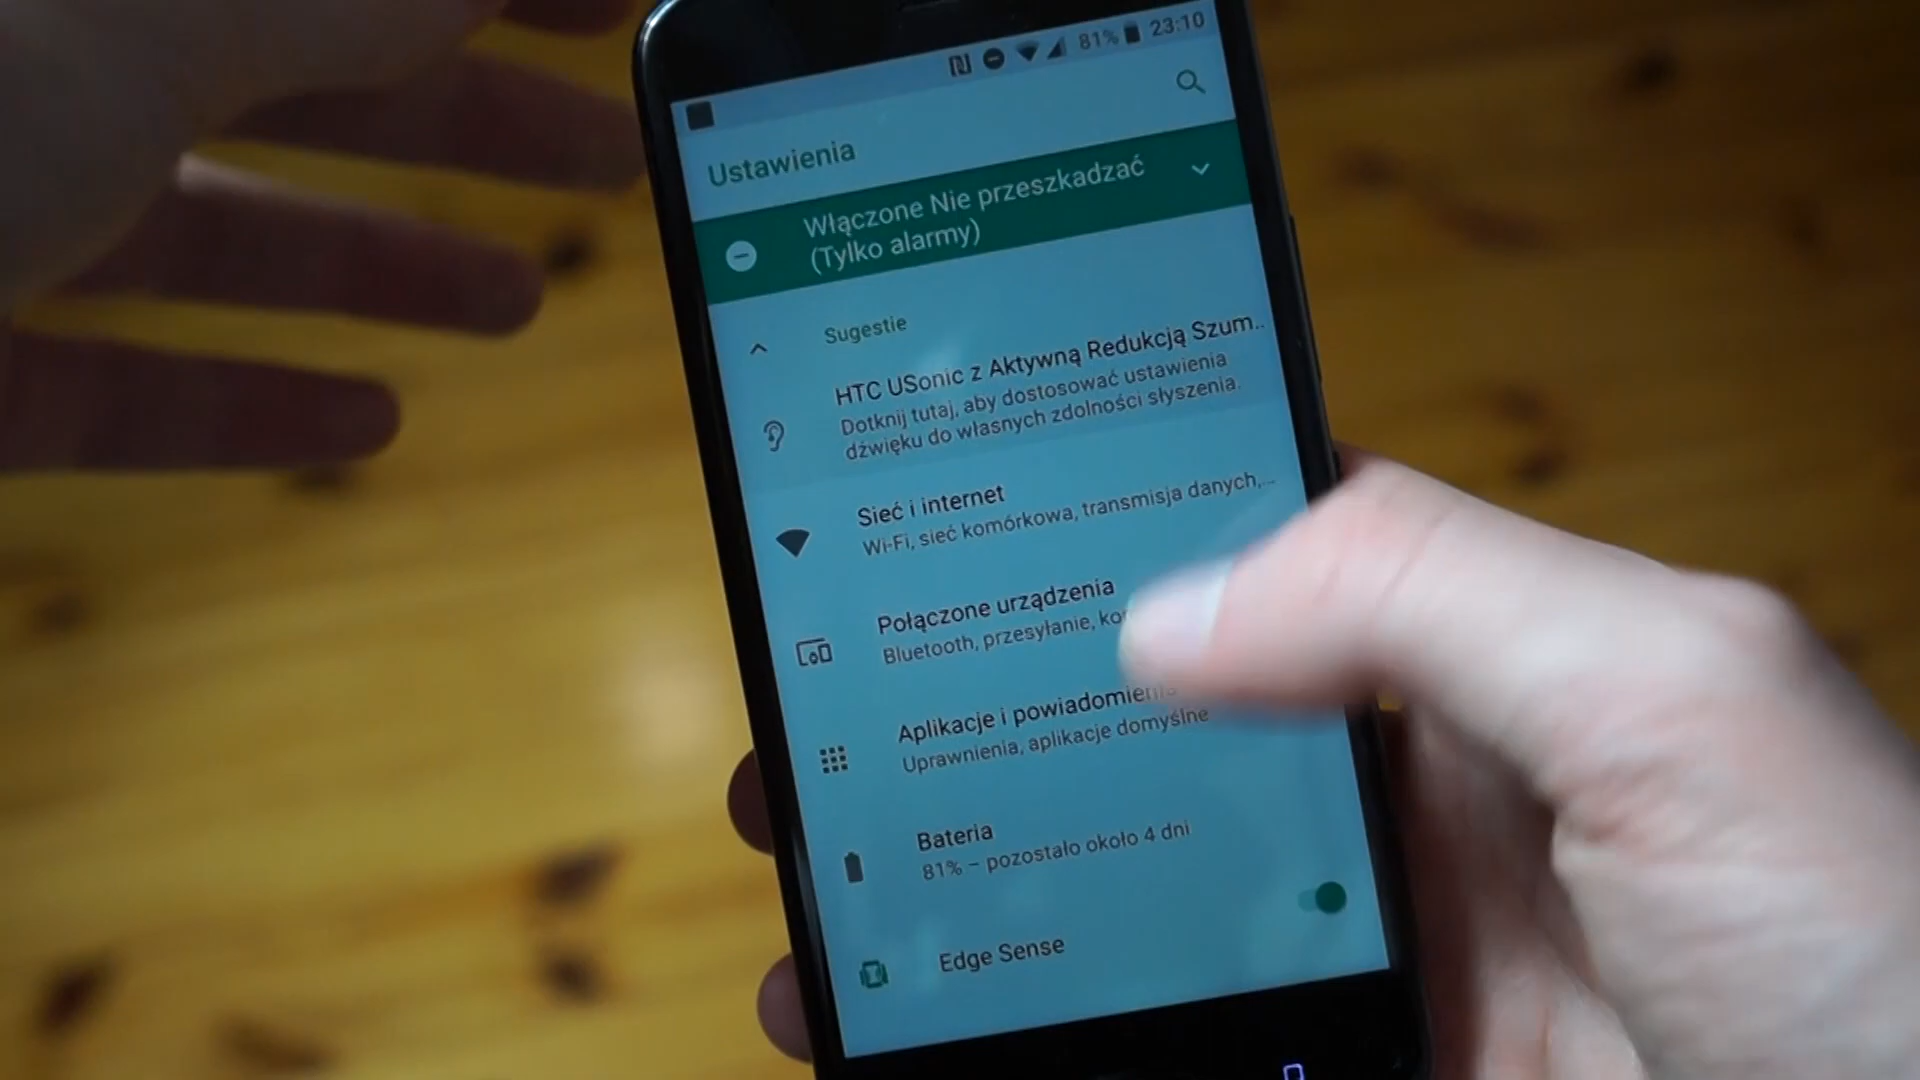 81% 23:10
Ustawienia
Włączone Nie przeszkadzać
(Tylko alarmy)
Sugestie
HTC USonic z Aktywną Redukcją Szum..
Dotknij tutaj, aby dostosować ustawienia
dźwięku do własnych zdolności słyszenia.
Sieć i internet
Wi-Fi, sieć komórkowa, transmisja danych,...
Połączone urządzenia
Bluetooth, przesyłanie,
Aplikacje i powiadomienia
Uprawnienia, aplikacje domyślne
Bateria
81% – pozostało około 4 dni
Edge Sense